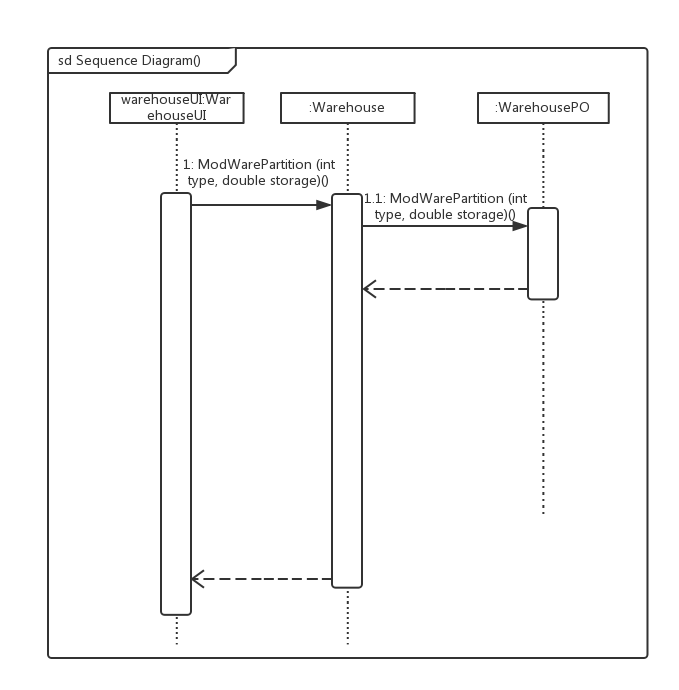 sd Sequence Diagram()
warehouseUI:War
ehouseUI
:Warehouse
:WarehousePO
1: ModWarePartition (int
type, double storage)()
1.1: ModWarePartition (int
type, double storage)()